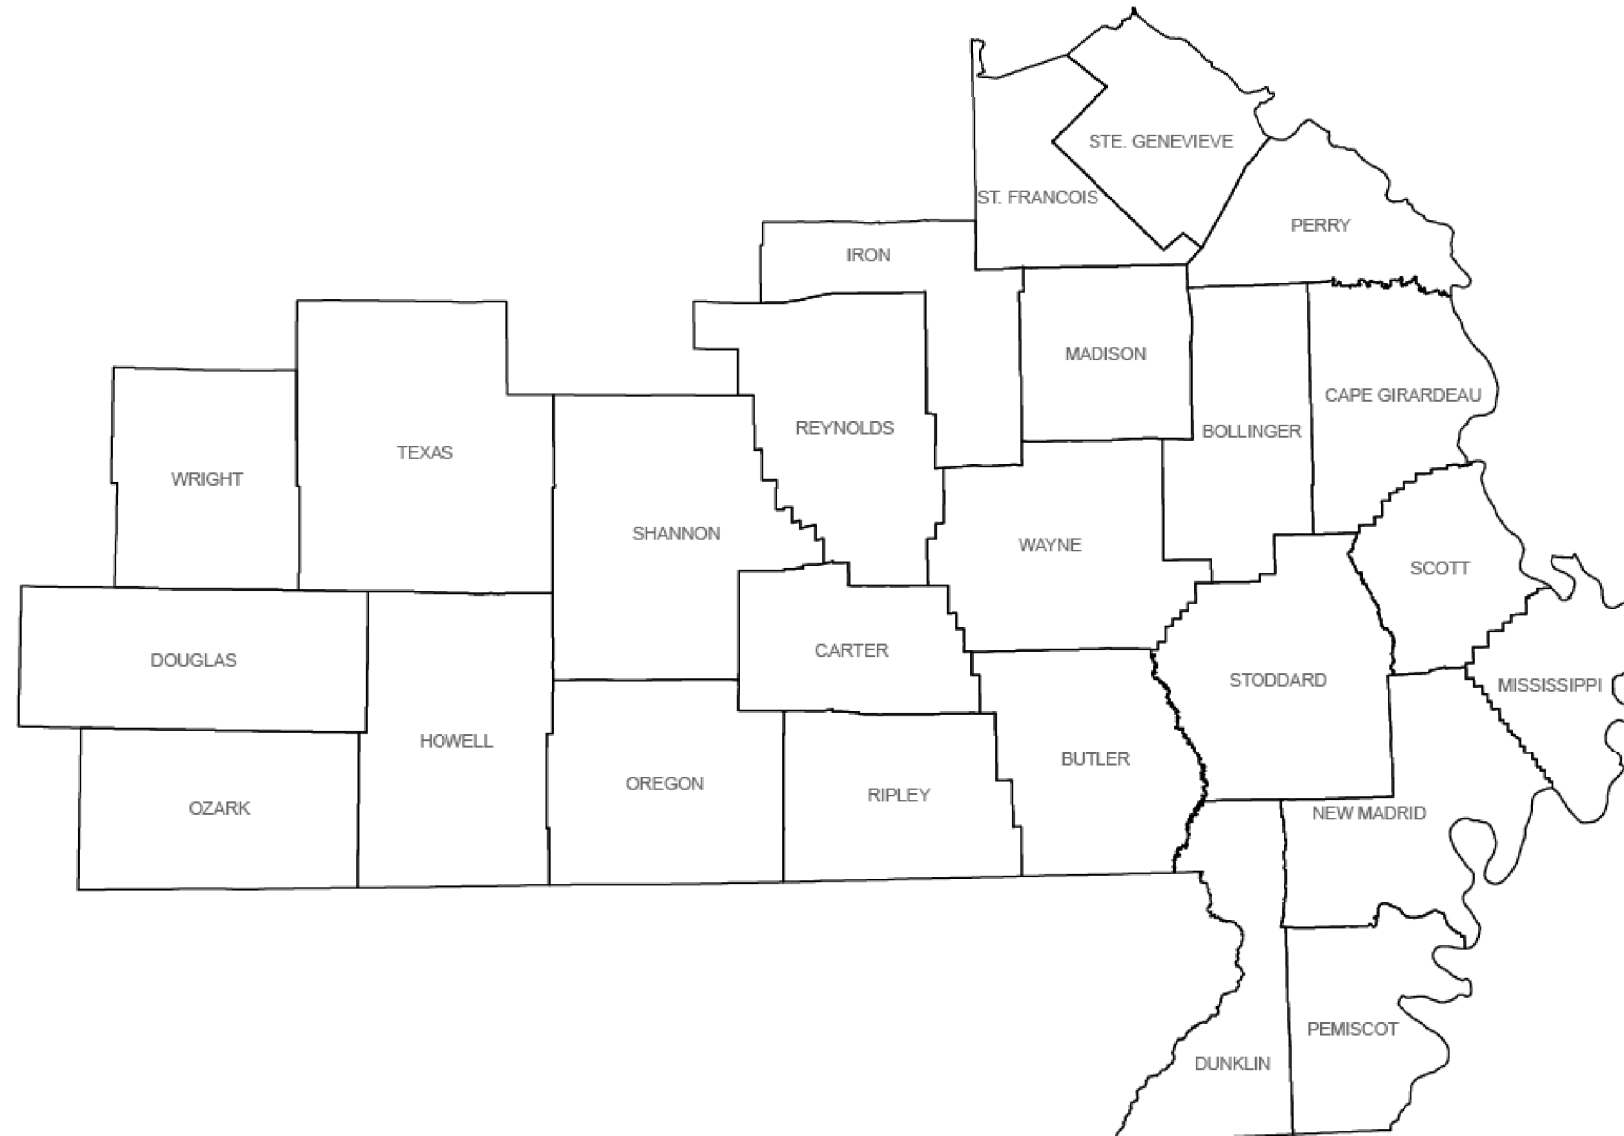 STE. GENEVIEVE
ST. FRANCOIS
PERRY
IRON
MADISON
CAPE GIRARDEAU
REYNOLDS
BOLLINGER
TEXAS
WRIGHT
SHANNON
WAYNE
SCOTT
CARTER
DOUGLAS
STODDARD
MISSISSIPPI
HOWELL
BUTLER
OREGON
RIPLEY
OZARK
NEW MADRID
PEMISCOT
DUNKLIN